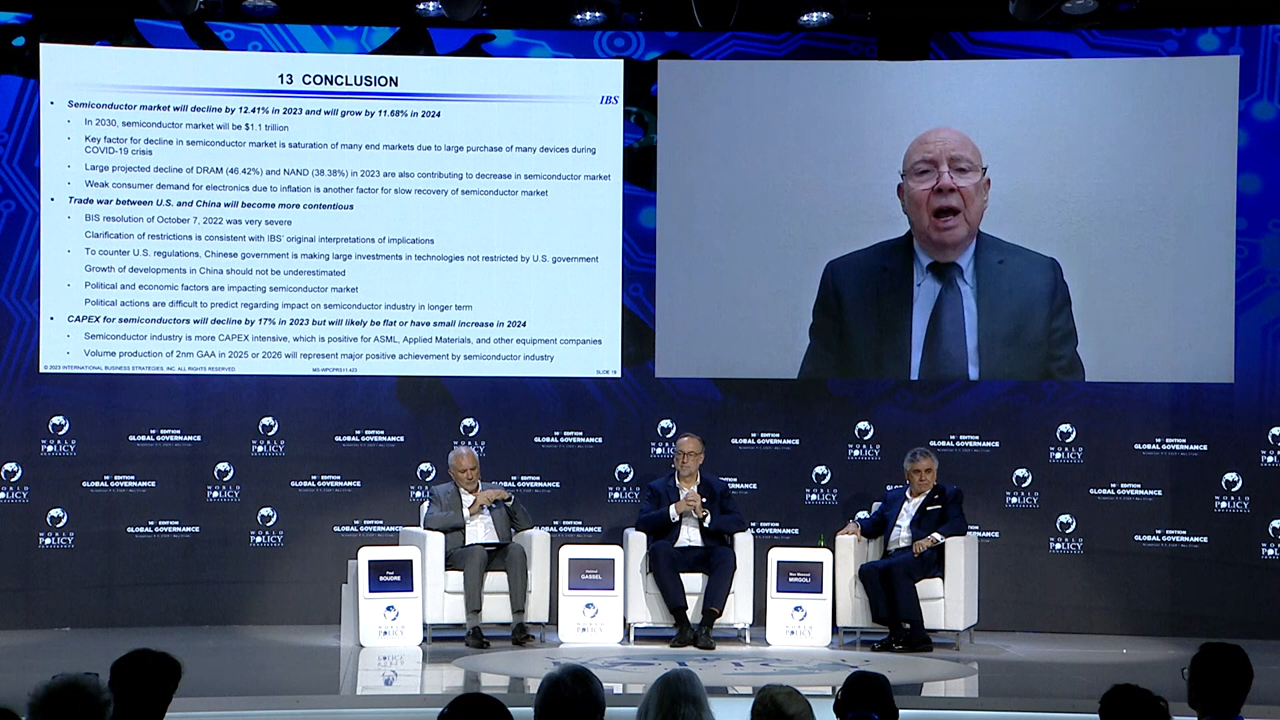 13 CONCLUSION
IBS
• Semiconductor market will decline by 12.41% in 2023 and will grow by 11.68% in 2024
• In 2030, semiconductor market will be $1.1 trillion
• Key factor for decline in semiconductor market is saturation of many end markets due to large purchase of many devices during
COVID-19 crisis
• Large projected decline of DRAM (46.42%) and NAND (38.38%) in 2023 are also contributing to decrease in semiconductor market
• Weak consumer demand for electronics due to inflation is another factor for slow recovery of semiconductor market
• Trade war between U.S. and China will become more contentious
• BIS resolution of October 7, 2022 was very severe
Clarification of restrictions is consistent with IBS' original interpretations of implications
• To counter U.S. regulations, Chinese government is making large investments in technologies not restricted by U.S. government
Growth of developments in China should not be underestimated
• Political and economic factors are impacting semiconductor market
Political actions are difficult to predict regarding impact on semiconductor industry in longer term
• CAPEX for semiconductors will decline by 17% in 2023 but will likely be flat or have small increase in 2024
• Semiconductor industry is more CAPEX intensive, which is positive for ASML, Applied Materials, and other equipment companies
• Volume production of 2nm GAA in 2025 or 2026 will represent major positive achievement by semiconductor industry
© 2023 INTERNATIONAL BUSINESS STRATEGIES, INC. ALL RIGHTS RESERVED.
SLIDE 19
WORLD
POLICY
CONFERENCE
16th EDITION
GLOBAL GOVERNANCE
Paul
BOUDRE
GASSEL
MIRGOLI
WORLD
POLICY
WORLD
POLICY
WORLD
POLICY